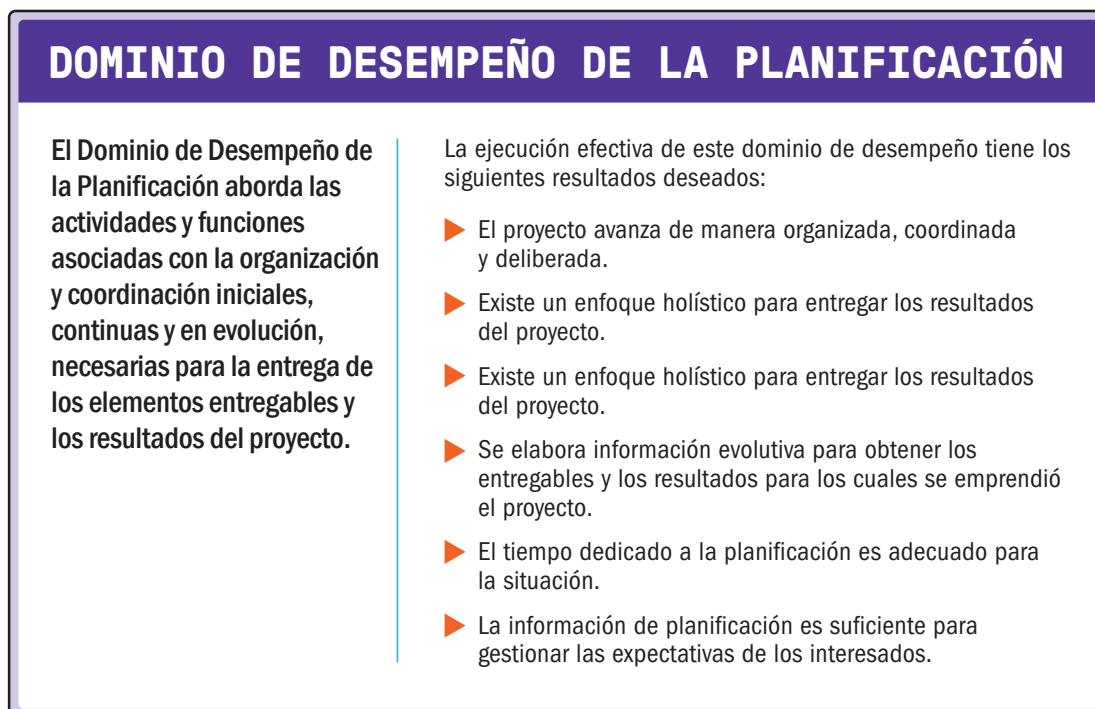 DOMINIO DE DESEMPEÑO DE LA PLANIFICACIÓN
El Dominio de Desempeño de
la Planificación aborda las
actividades y funciones
asociadas con la organización
y coordinación iniciales,
continuas y en evolución,
necesarias para la entrega de
los elementos entregables y
los resultados del proyecto.
La ejecución efectiva de este dominio de desempeño tiene los
siguientes resultados deseados:
El proyecto avanza de manera organizada, coordinada
y deliberada.
Existe un enfoque holístico para entregar los resultados
del proyecto.
Existe un enfoque holístico para entregar los resultados
del proyecto.
Se elabora información evolutiva para obtener los
entregables y los resultados para los cuales se emprendió
el proyecto.
El tiempo dedicado a la planificación es adecuado para
la situación.
La información de planificación es suficiente para
gestionar las expectativas de los interesados.